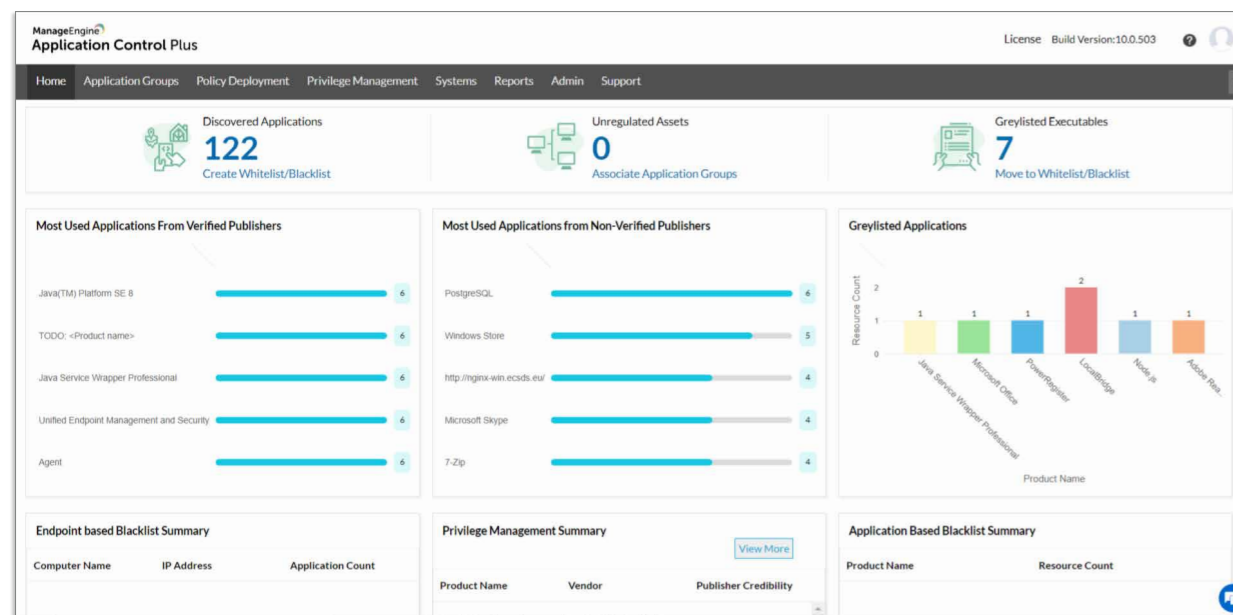 ManageEngine
Application Control Plus
License Build Version:10.0.503
Home Application Groups Policy Deployment Privilege Management Systems Reports Admin Support
Discovered Applications
122
Create Whitelist/Blacklist
Unregulated Assets
0
Associate Application Groups
Greylisted Executables
7
Move to Whitelist/Blacklist
Most Used Applications From Verified Publishers
Java(TM) Platform SE 8 6
TODO: <Product name> 6
Java Service Wrapper Professional 6
Unified Endpoint Management and Security 6
Agent 6
Most Used Applications from Non-Verified Publishers
PostgreSQL 6
Windows Store 5
http://nginx-win.ecsds.eu/ 4
Microsoft Skype 4
7-Zip 4
Greylisted Applications
Resource Count
2
1
0
1 1 1 2 1 1
Java Service Wrapper Professional
Microsoft Office
PowerRegister
LocalBridge
Node.js
Adobe Rea..
Product Name
Endpoint based Blacklist Summary
Computer Name IP Address Application Count
Privilege Management Summary
View More
Product Name Vendor Publisher Credibility
Application Based Blacklist Summary
Product Name Resource Count